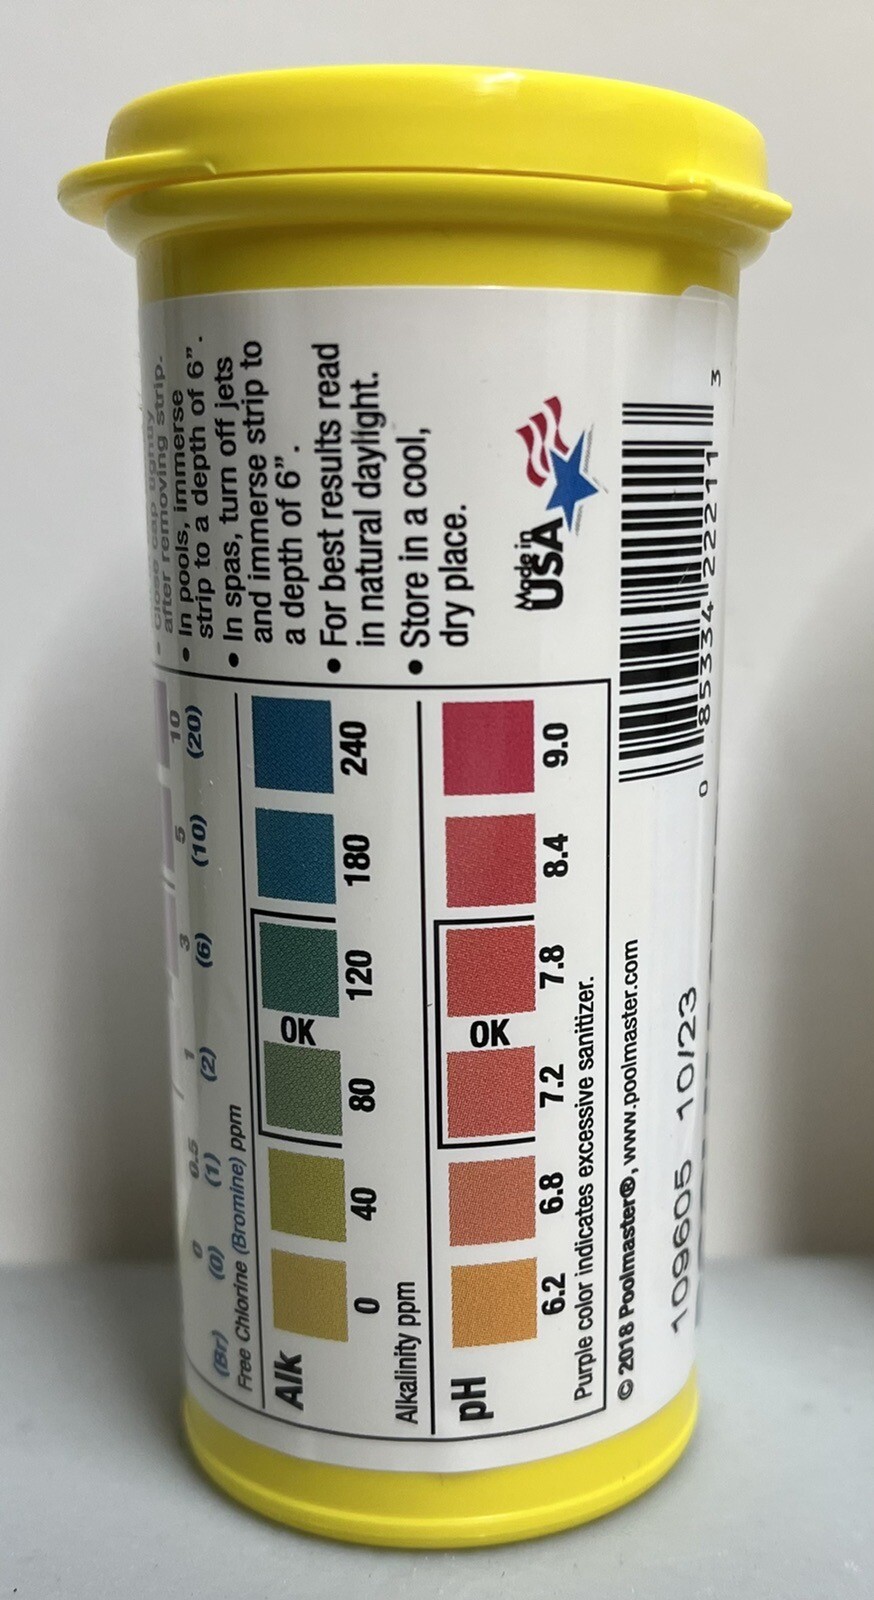 10
5
3
1
0.5
0
(20)
(10)
(6)
(2)
(1)
(0)
(Br)
Free Chlorine (Bromine) ppm
Alk
0
40
80
OK
120
180
240
Alkalinity ppm
pH
6.2
6.8
7.2
OK
7.8
8.4
9.0
Purple color indicates excessive sanitizer.
© 2018 Poolmaster®, www.poolmaster.com
109605 10/23
• Close cap tightly
after removing strip.
• In pools, immerse
strip to a depth of 6”.
• In spas, turn off jets
and immerse strip to
a depth of 6”.
• For best results read
in natural daylight.
• Store in a cool,
dry place.
Made in
USA
0 85334 22211 3